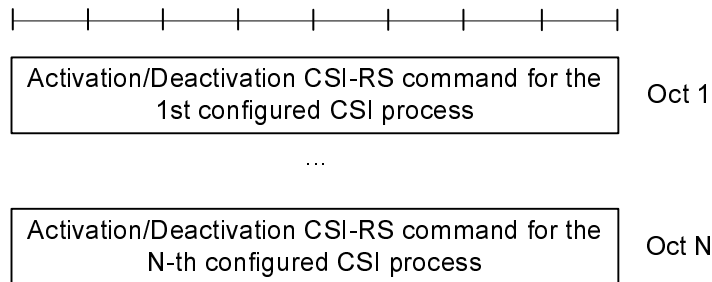 Activation/Deactivation CSI-RS command for the
1st configured CSI process
Oct 1
...
Activation/Deactivation CSI-RS command for the
N-th configured CSI process
Oct N